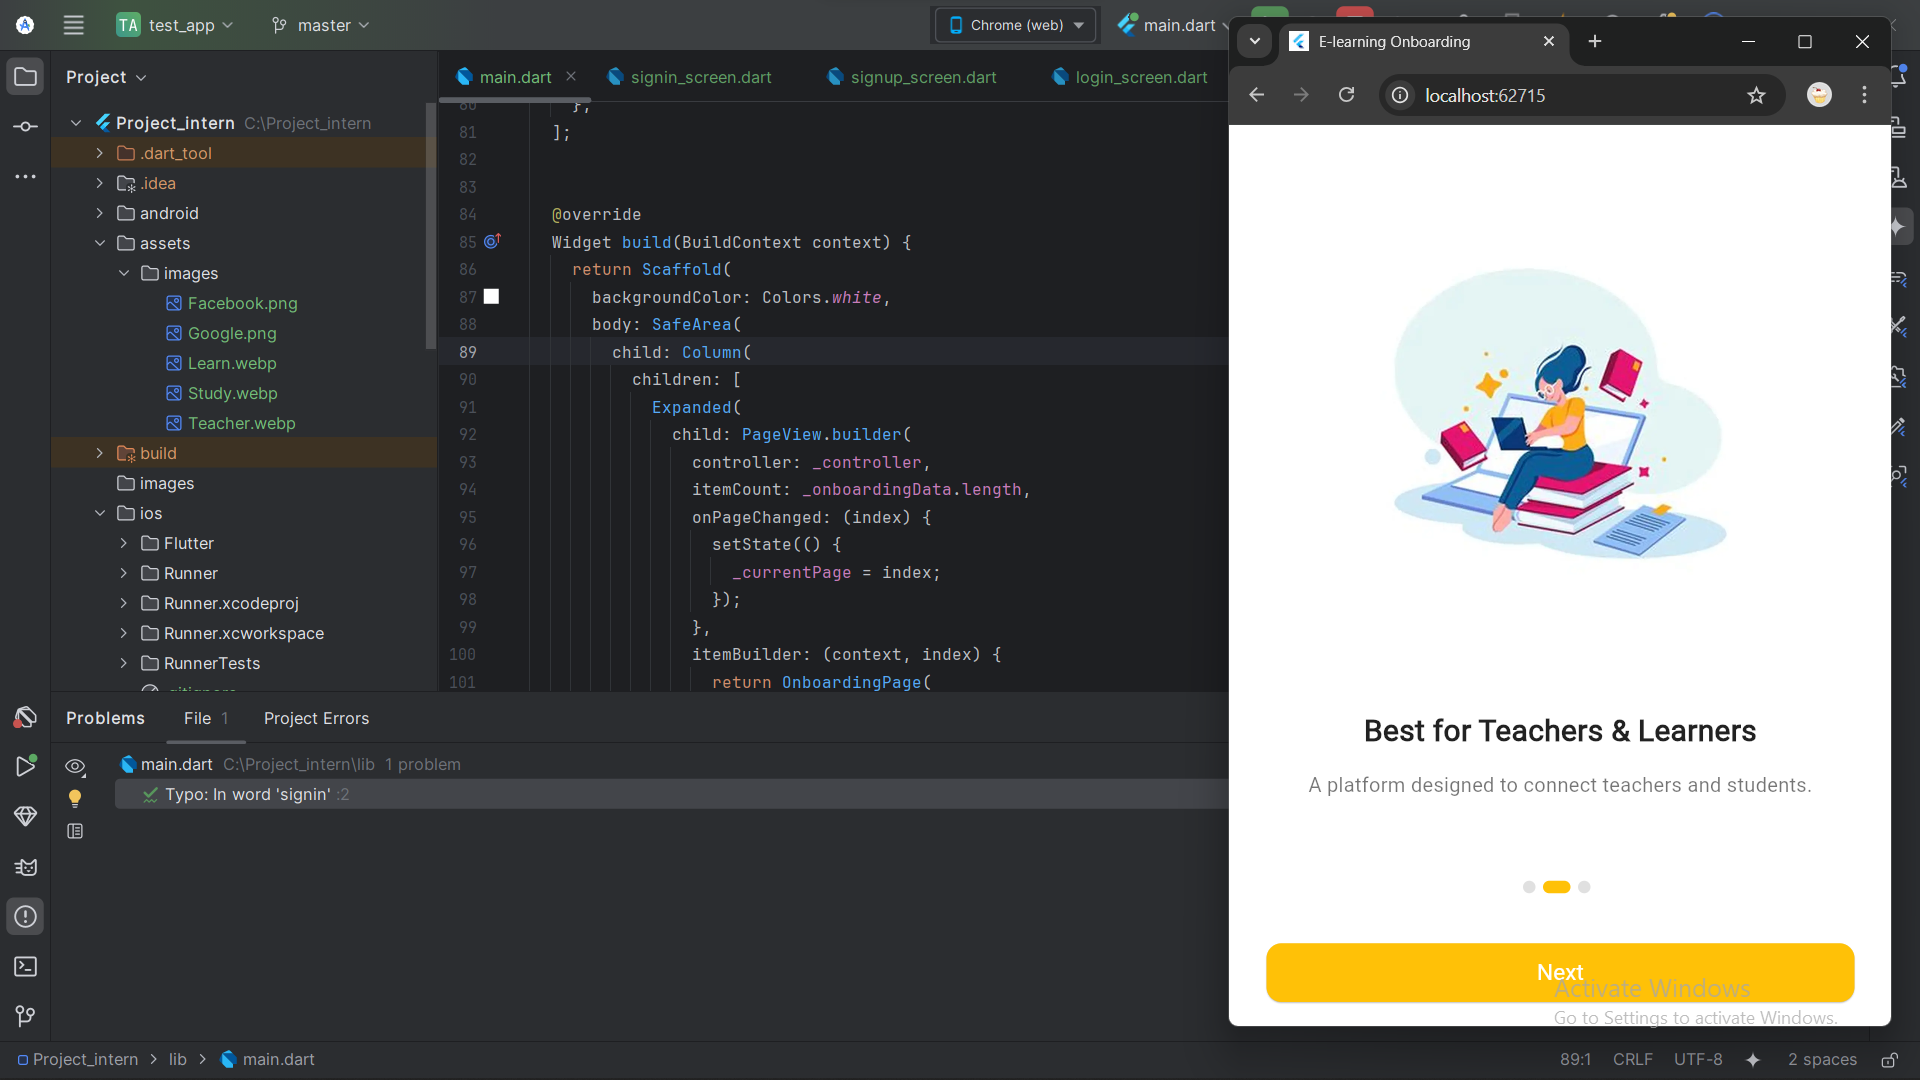 TA test_app
master
Chrome (web)
main.dart
Project
main.dart
signin_screen.dart
signup_screen.dart
login_screen.dart
Project_intern C:\Project_intern
.dart_tool
.idea
android
assets
images
Facebook.png
Google.png
Learn.webp
Study.webp
Teacher.webp
build
images
ios
Flutter
Runner
Runner.xcodeproj
Runner.xcworkspace
RunnerTests
.gitignore
80 },
81 ];
82
83
84 @override
85 Widget build(BuildContext context) {
86 return Scaffold(
87 backgroundColor: Colors.white,
88 body: SafeArea(
89 child: Column(
90 children: [
91 Expanded(
92 child: PageView.builder(
93 controller: _controller,
94 itemCount: _onboardingData.length,
95 onPageChanged: (index) {
96 setState(() {
97 _currentPage = index;
98 });
99 },
100 itemBuilder: (context, index) {
101 return OnboardingPage(
Problems
File 1
Project Errors
main.dart C:\Project_intern\lib 1 problem
Typo: In word 'signin' :2
Project_intern > lib > main.dart
E-learning Onboarding
localhost:62715
Best for Teachers & Learners
A platform designed to connect teachers and students.
Next
Activate Windows
Go to Settings to activate Windows.
89:1 CRLF UTF-8 2 spaces